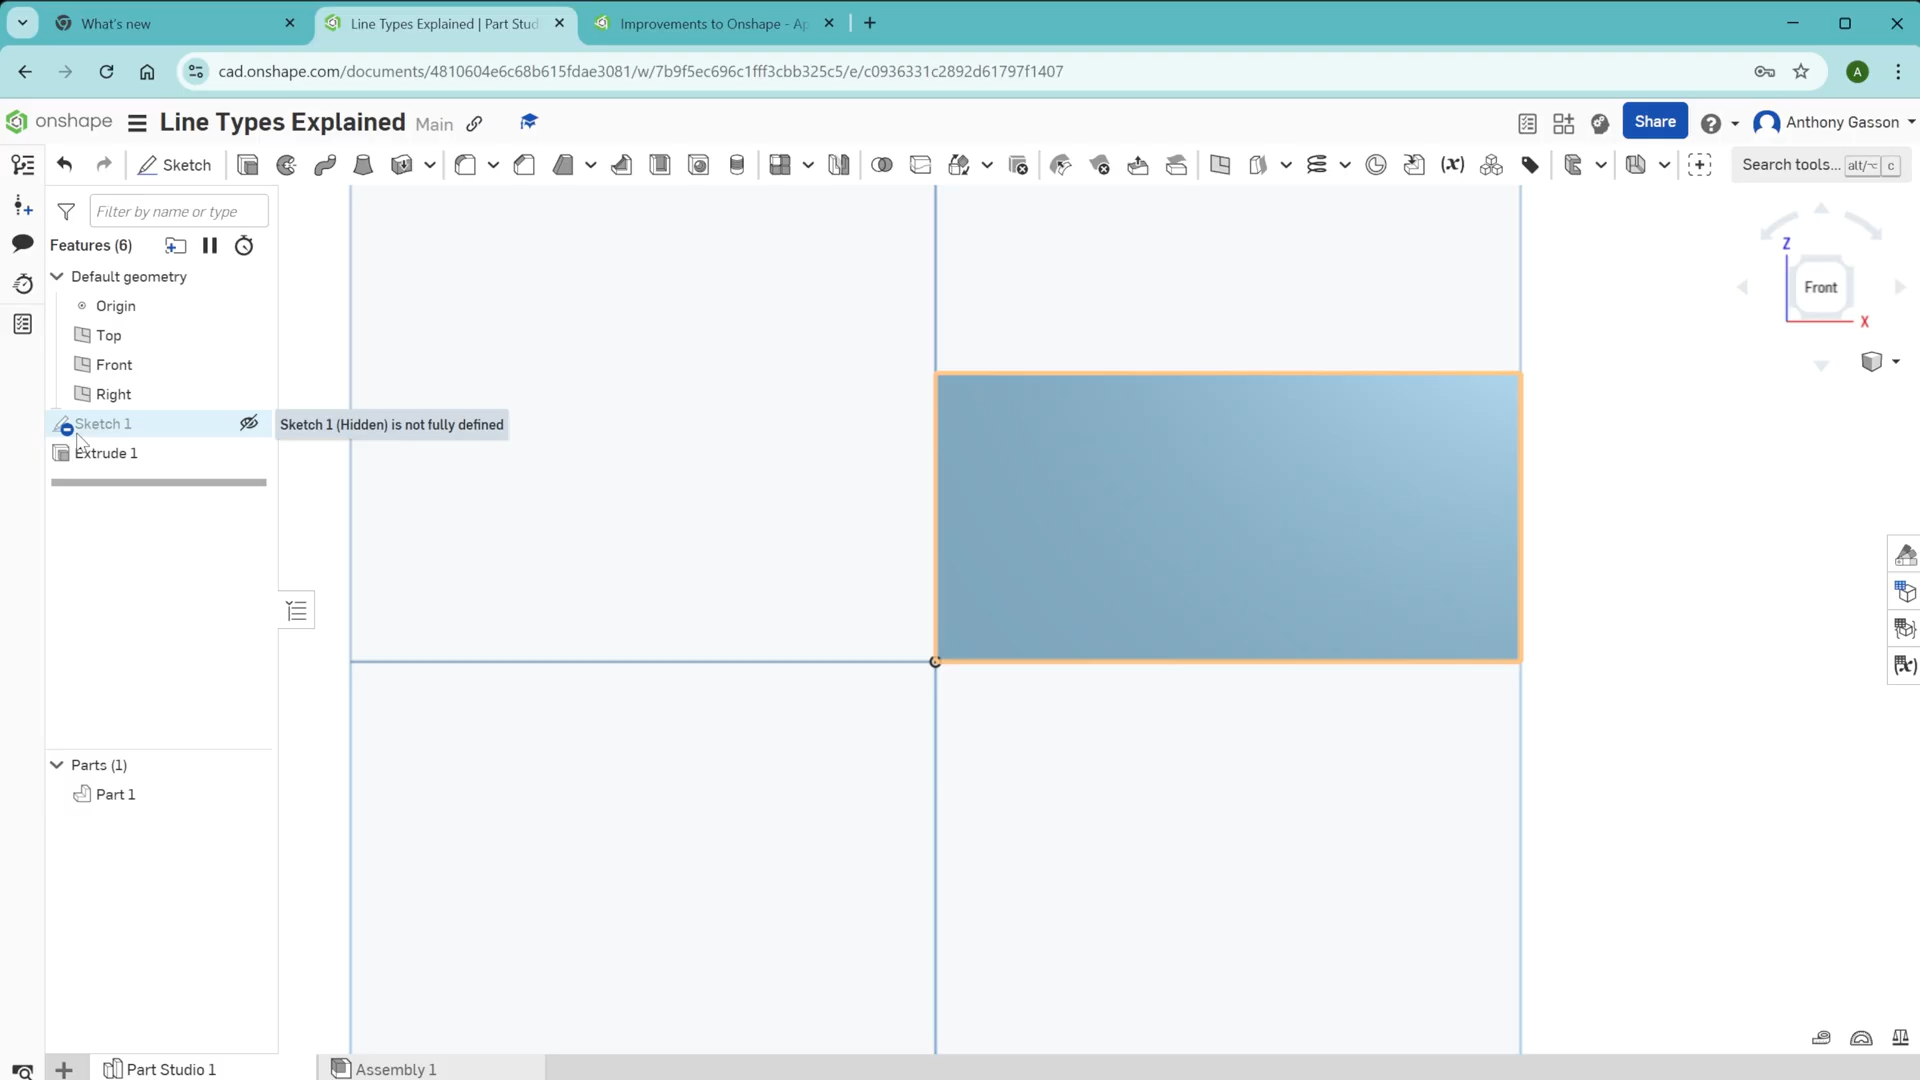 What's new
Line Types Explained | Part Stud
Improvements to Onshape - Ap
cad.onshape.com/documents/4810604e6c68b615fdae3081/w/7b9f5ec696c1fff3cbb325c5/e/c0936331c2892d61797f1407
A
onshape
Line Types Explained
Main
Share
Anthony Gasson
Sketch
Search tools...
alt/⌥
c
Filter by name or type
Features (6)
Default geometry
Origin
Top
Front
Right
Sketch 1
Sketch 1 (Hidden) is not fully defined
Extrude 1
Z
Front
X
Parts (1)
Part 1
Part Studio 1
Assembly 1